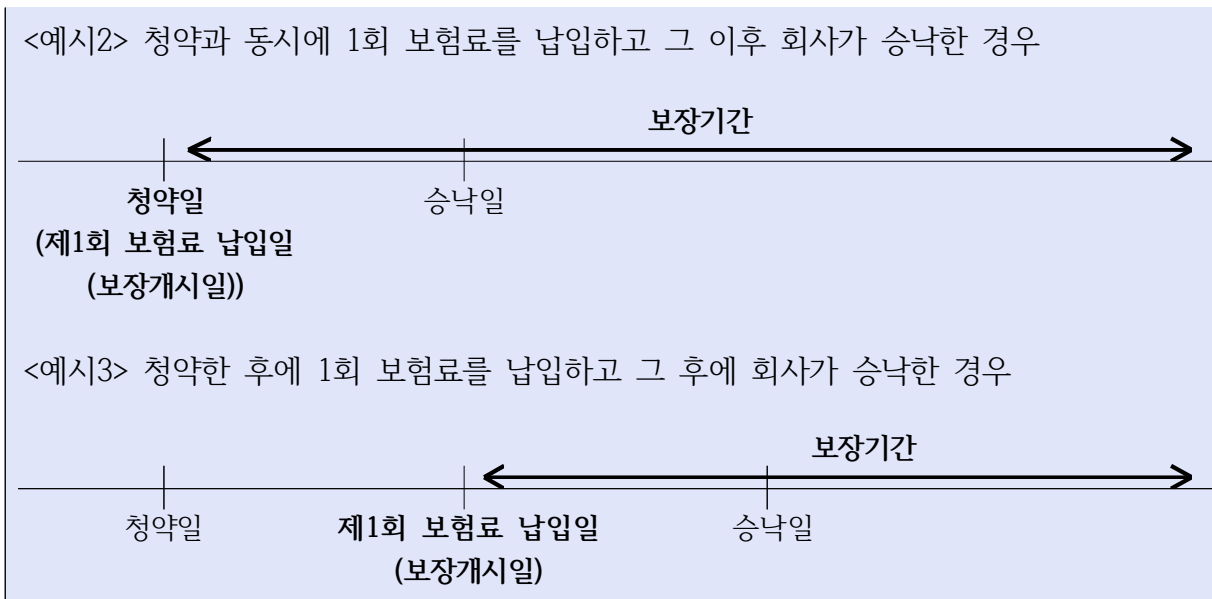 <예시2> 청약과 동시에 1회 보험료를 납입하고 그 이후 회사가 승낙한 경우
보장기간
청약일 승낙일
(제1회 보험료 납입일
(보장개시일))
<예시3> 청약한 후에 1회 보험료를 납입하고 그 후에 회사가 승낙한 경우
보장기간
청약일 제1회 보험료 납입일 승낙일
(보장개시일)